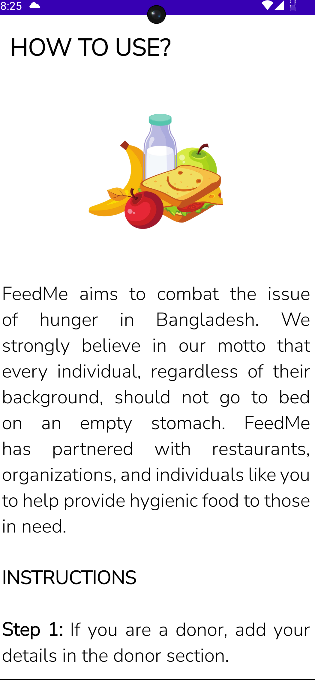 8:25
HOW TO USE?
FeedMe aims to combat the issue
of hunger in Bangladesh. We
strongly believe in our motto that
every individual, regardless of their
background, should not go to bed
on an empty stomach. FeedMe
has partnered with restaurants,
organizations, and individuals like you
to help provide hygienic food to those
in need.
INSTRUCTIONS
Step 1: If you are a donor, add your
details in the donor section.